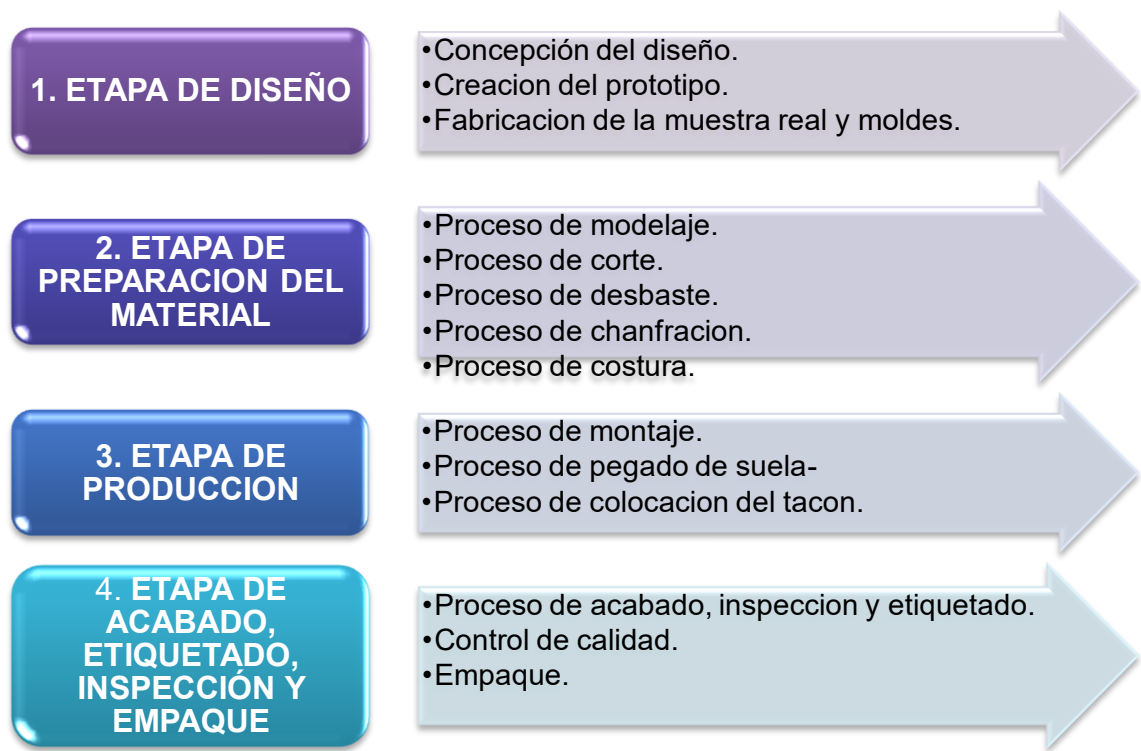 1. ETAPA DE DISEÑO
•Concepción del diseño.
•Creacion del prototipo.
•Fabricacion de la muestra real y moldes.
2. ETAPA DE
PREPARACION DEL
MATERIAL
•Proceso de modelaje.
•Proceso de corte.
•Proceso de desbaste.
•Proceso de chanfracion.
•Proceso de costura.
3. ETAPA DE
PRODUCCION
•Proceso de montaje.
•Proceso de pegado de suela-
•Proceso de colocacion del tacon.
4. ETAPA DE
ACABADO,
ETIQUETADO,
INSPECCIÓN Y
EMPAQUE
•Proceso de acabado, inspeccion y etiquetado.
•Control de calidad.
•Empaque.